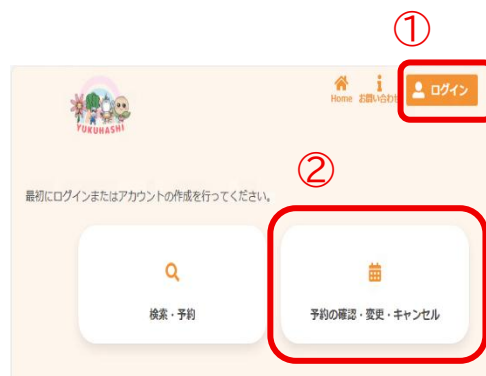 ①
YUKUHASHI
Home お問い合わせ ログイン
②
最初にログインまたはアカウントの作成を行ってください。
検索・予約 予約の確認・変更・キャンセル